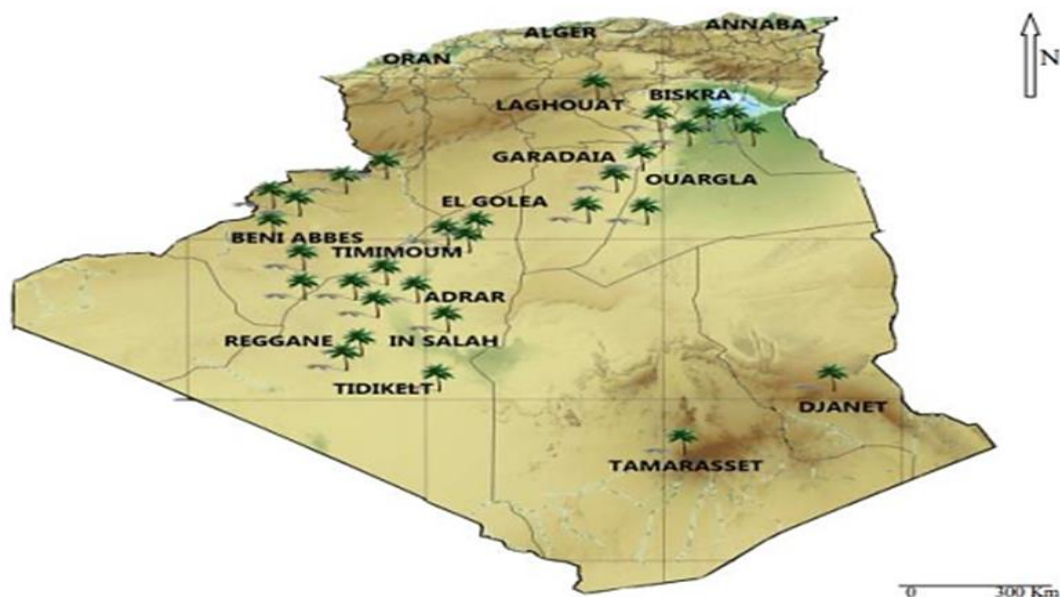 ANNABA
ALGER
ORAN
N
BISKRA
LAGHOUAT
GARADAIA
OUARGLA
EL GOLEA
BENI ABBES
TIMIMOUM
ADRAR
REGGANE
IN SALAH
TIDIKELT
DJANET
TAMARASSET
0 300 Km